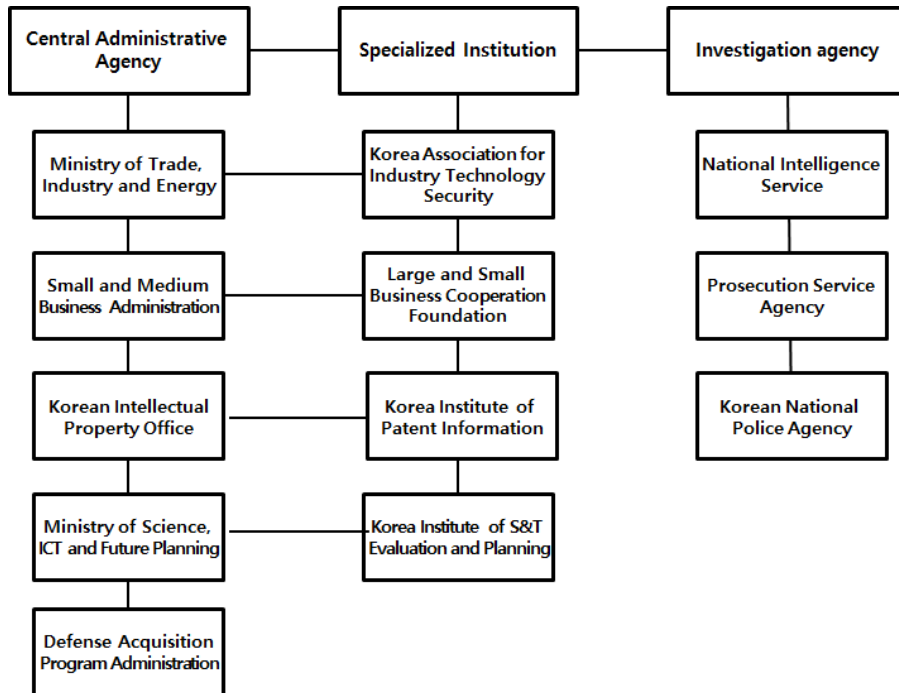 Central Administrative
Agency
Specialized Institution
Investigation agency
Ministry of Trade,
Industry and Energy
Korea Association for
Industry Technology
Security
National Intelligence
Service
Small and Medium
Business Administration
Large and Small
Business Cooperation
Foundation
Prosecution Service
Agency
Korean Intellectual
Property Office
Korea Institute of
Patent Information
Korean National
Police Agency
Ministry of Science,
ICT and Future Planning
Korea Institute of S&T
Evaluation and Planning
Defense Acquisition
Program Administration